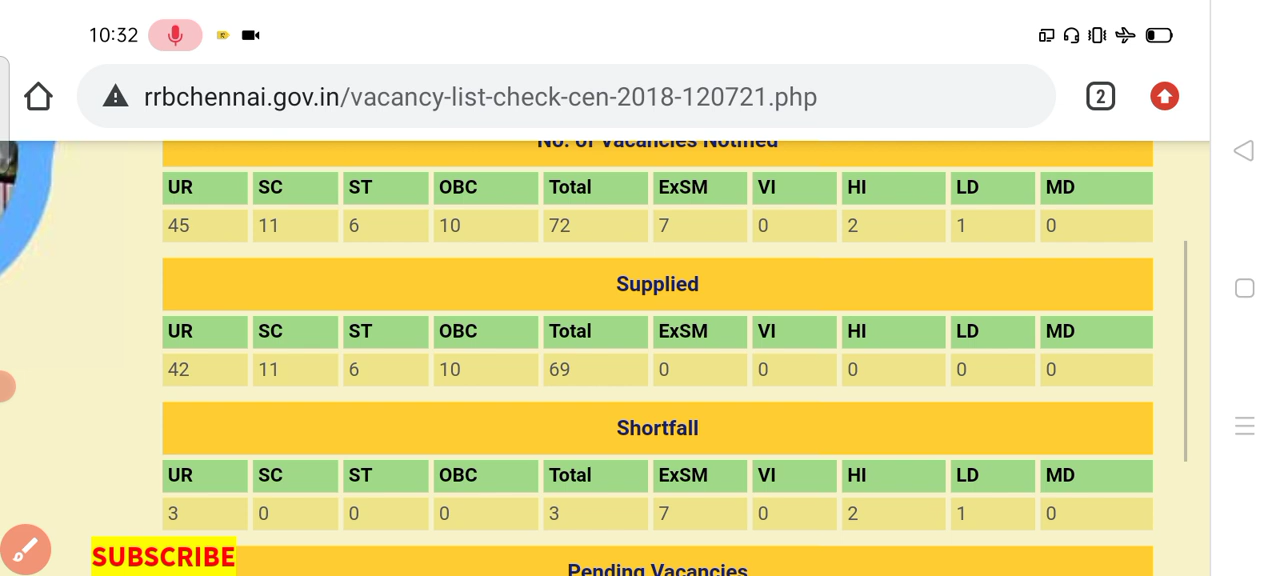 10:32
rrbchennai.gov.in/vacancy-list-check-cen-2018-120721.php
2
No. of Vacancies Notified
UR SC ST OBC Total ExSM VI HI LD MD
45 11 6 10 72 7 0 2 1 0
Supplied
UR SC ST OBC Total ExSM VI HI LD MD
42 11 6 10 69 0 0 0 0 0
Shortfall
UR SC ST OBC Total ExSM VI HI LD MD
3 0 0 0 3 7 0 2 1 0
SUBSCRIBE
Pending Vacancies